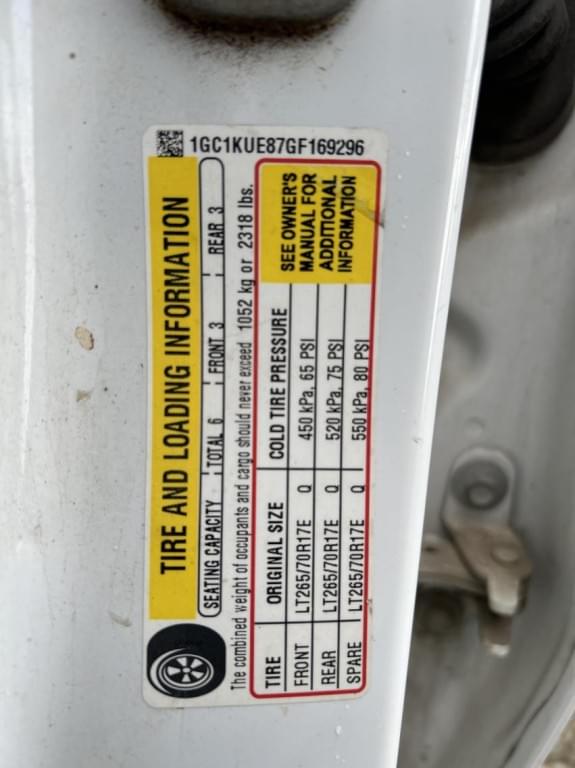 1GC1KUE87GF169296
TIRE AND LOADING INFORMATION
SEATING CAPACITY TOTAL 6 FRONT 3 REAR 3
The combined weight of occupants and cargo should never exceed 1052 kg or 2318 lbs.
TIRE ORIGINAL SIZE COLD TIRE PRESSURE
FRONT LT265/70R17E Q 450 kPa, 65 PSI
REAR LT265/70R17E Q 520 kPa, 75 PSI
SPARE LT265/70R17E Q 550 kPa, 80 PSI
SEE OWNER'S
MANUAL FOR
ADDITIONAL
INFORMATION